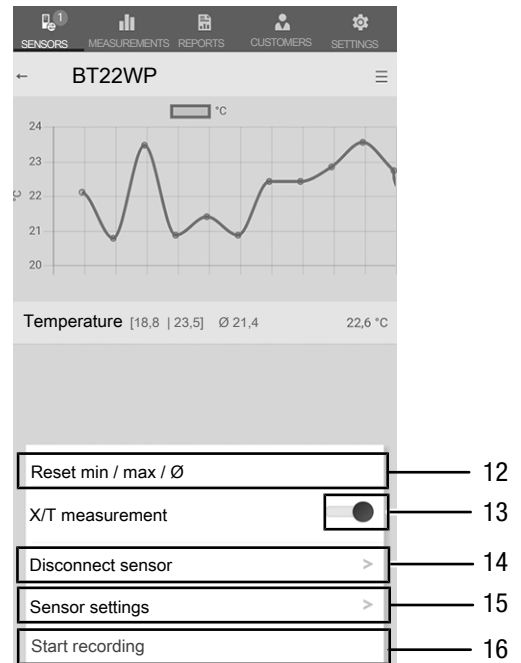 1
SENSORS MEASUREMENTS REPORTS CUSTOMERS SETTINGS
← BT22WP ☰
°C
24
23
°C
22
21
20
Temperature [18,8 | 23,5] Ø 21,4 22,6 °C
Reset min / max / Ø 12
X/T measurement 13
Disconnect sensor > 14
Sensor settings > 15
Start recording 16